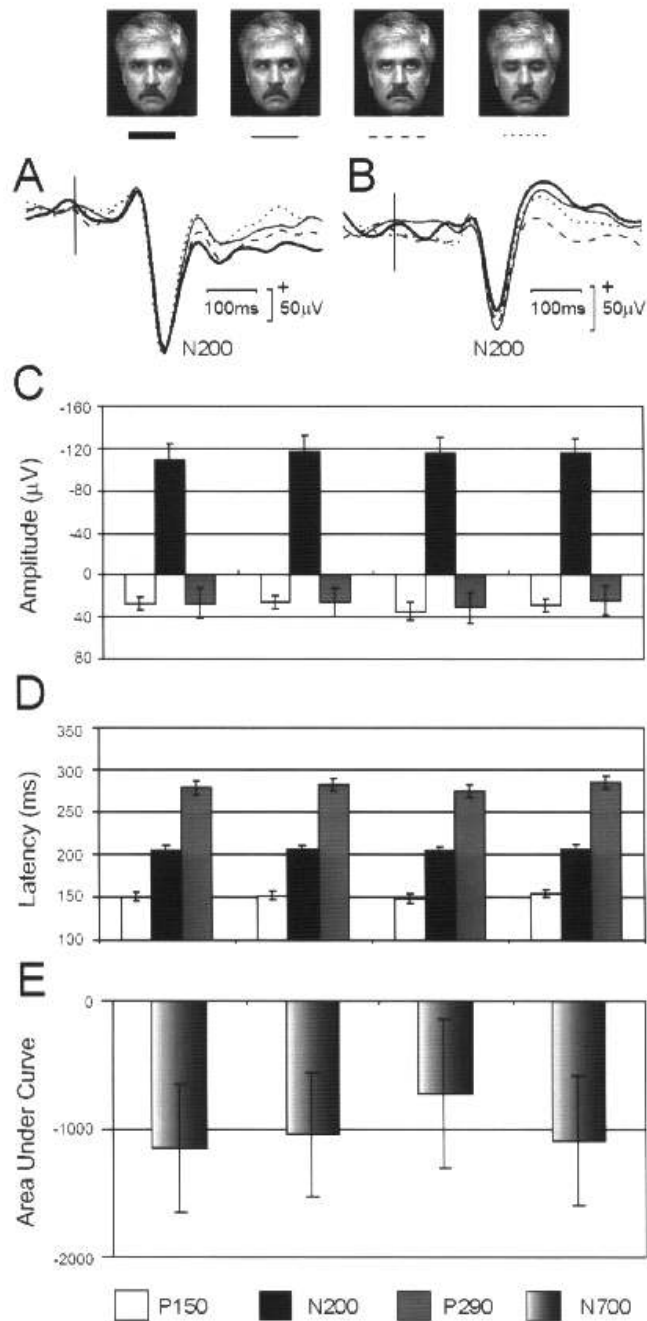 A
B
N200
100ms
+
50μV
N200
100ms
+
50μV
C
Amplitude (μV)
-160
-120
-80
-40
0
40
80
D
Latency (ms)
350
300
250
200
150
100
E
Area Under Curve
0
-1000
-2000
P150 N200 P290 N700